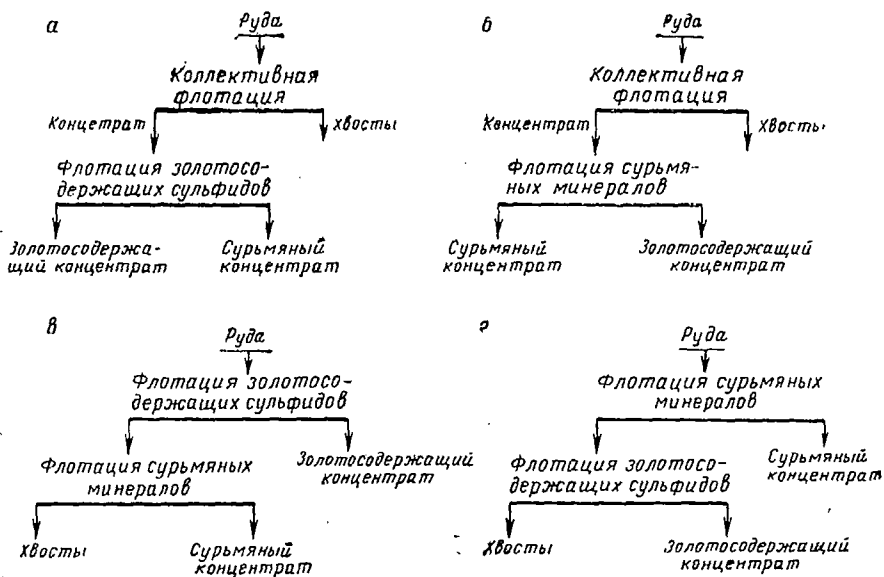 а
Руда
Коллективная
флотация
Концетрат
Хвосты
Флотация золотосо-
держащих сульфидов
Золотосодержа-
щий концентрат
Сурьмяный
концентрат
б
Руда
Коллективная
флотация
Концентрат
Хвосты
Флотация сурьмя-
ных минералов
Сурьмяный
концентрат
Золотосодержащий
концентрат
в
Руда
Флотация золотосо-
держащих сульфидов
Флотация сурьмяных
минералов
Золотосодержащий
концентрат
Хвосты
Сурьмяный
концентрат
г
Руда
Флотация сурьмяных
минералов
Флотация золотосо-
держащих сульфидов
Сурьмяный
концентрат
Хвосты
Золотосодержащий
концентрат